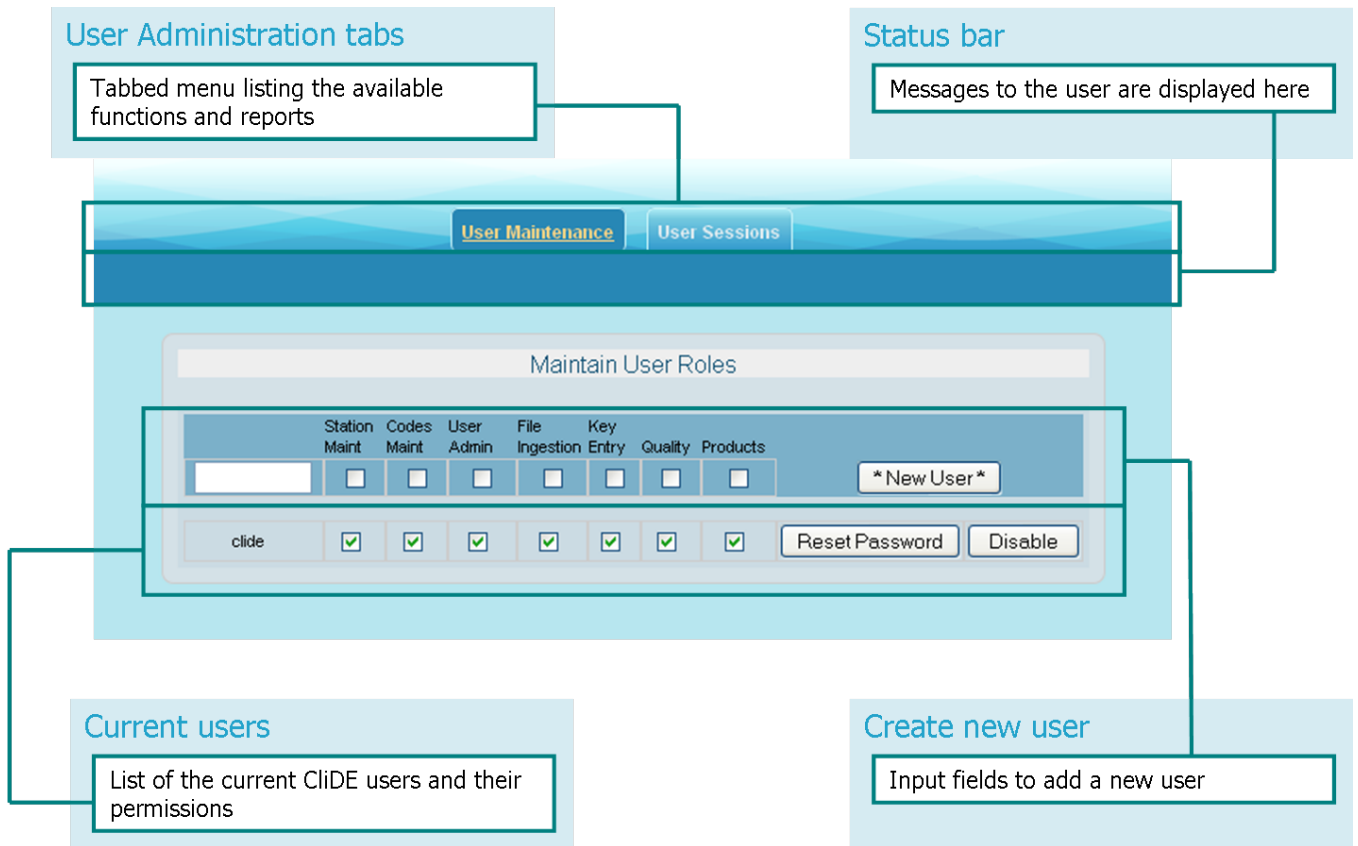 User Administration tabs
Tabbed menu listing the available
functions and reports
Status bar
Messages to the user are displayed here
User Maintenance
User Sessions
Maintain User Roles
Station Codes User File Key
Maint Maint Admin Ingestion Entry Quality Products
*New User*
clide
Reset Password
Disable
Current users
List of the current CliDE users and their
permissions
Create new user
Input fields to add a new user